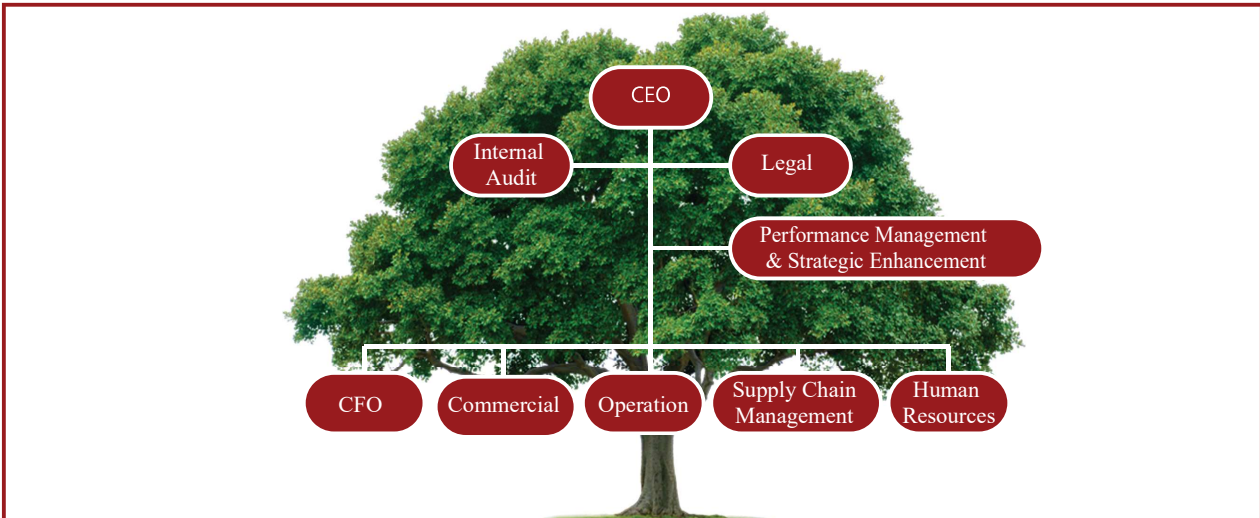 CEO
Internal
Audit
Legal
Performance Management
& Strategic Enhancement
CFO
Commercial
Operation
Supply Chain
Management
Human
Resources